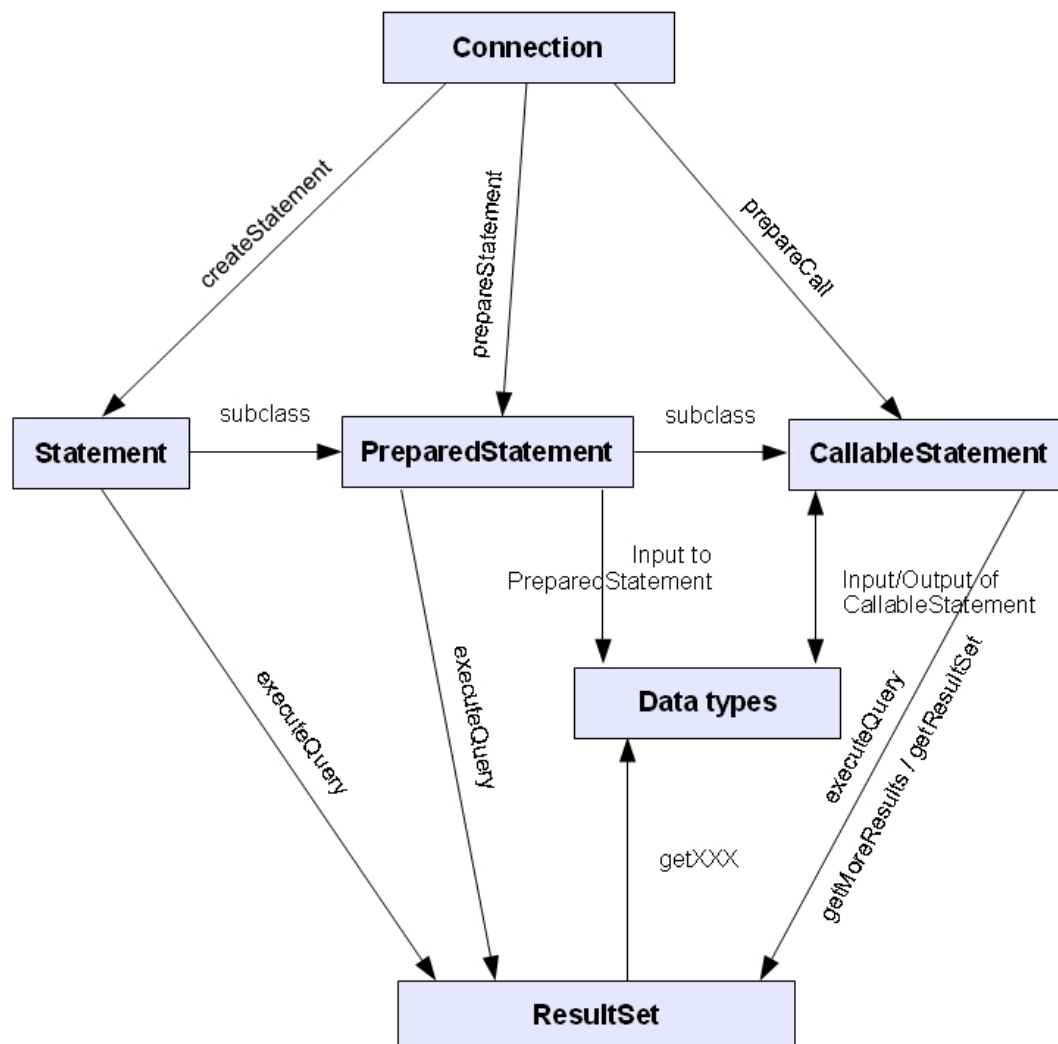 Connection
createStatement
prepareStatement
prepareCall
subclass
subclass
Statement
PreparedStatement
CallableStatement
Input to
PreparedStatement
Input/Output of
CallableStatement
Data types
executeQuery
executeQuery
executeQuery
getMoreResults / getResultSet
getXXX
ResultSet